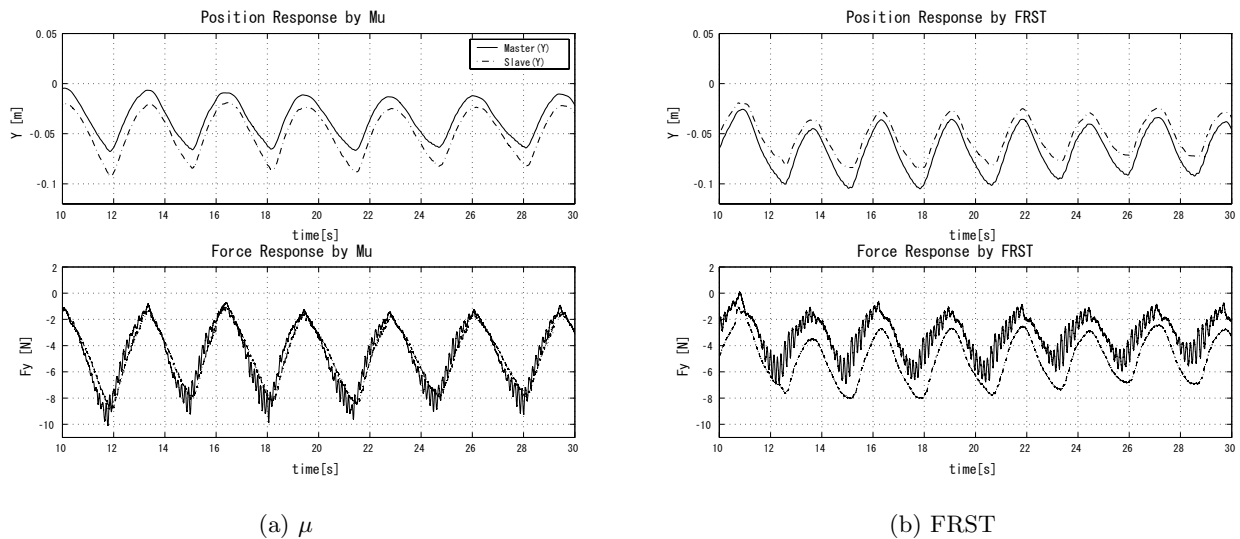 Position Response by Mu
0.05
0
-0.05
-0.1
Y [m]
Master(Y)
Slave(Y)
10 12 14 16 18 20 22 24 26 28 30
time[s]
Force Response by Mu
2
0
-2
-4
-6
-8
-10
Fy [N]
10 12 14 16 18 20 22 24 26 28 30
time[s]
(a) μ
Position Response by FRST
0.05
0
-0.05
-0.1
Y [m]
10 12 14 16 18 20 22 24 26 28 30
time[s]
Force Response by FRST
2
0
-2
-4
-6
-8
-10
Fy [N]
10 12 14 16 18 20 22 24 26 28 30
time[s]
(b) FRST